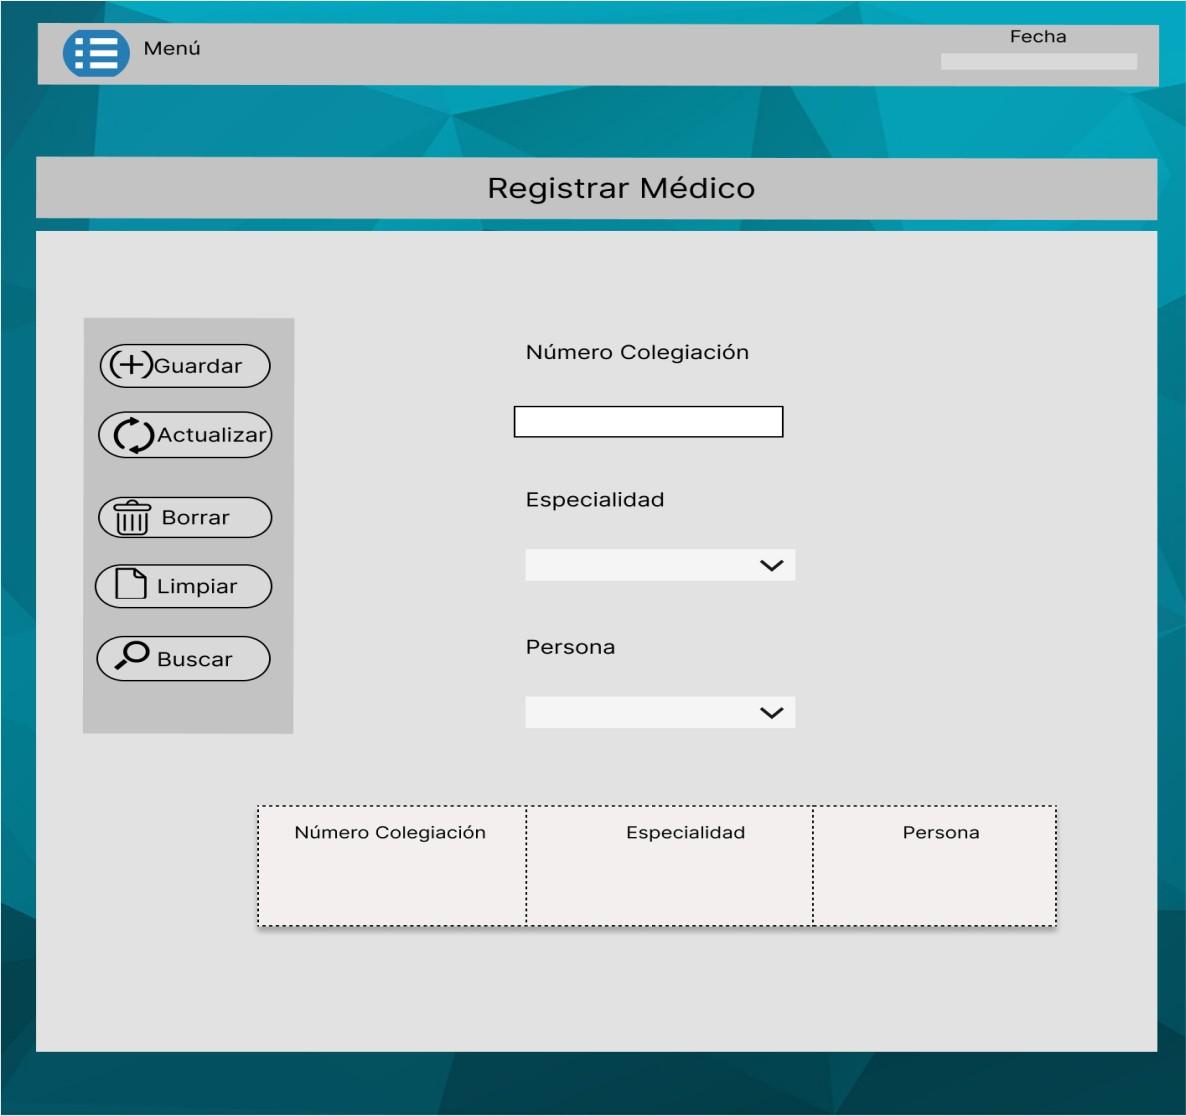 Menú
Fecha
Registrar Médico
Guardar
Actualizar
Borrar
Limpiar
Buscar
Número Colegiación
Especialidad
Persona
Número Colegiación Especialidad Persona